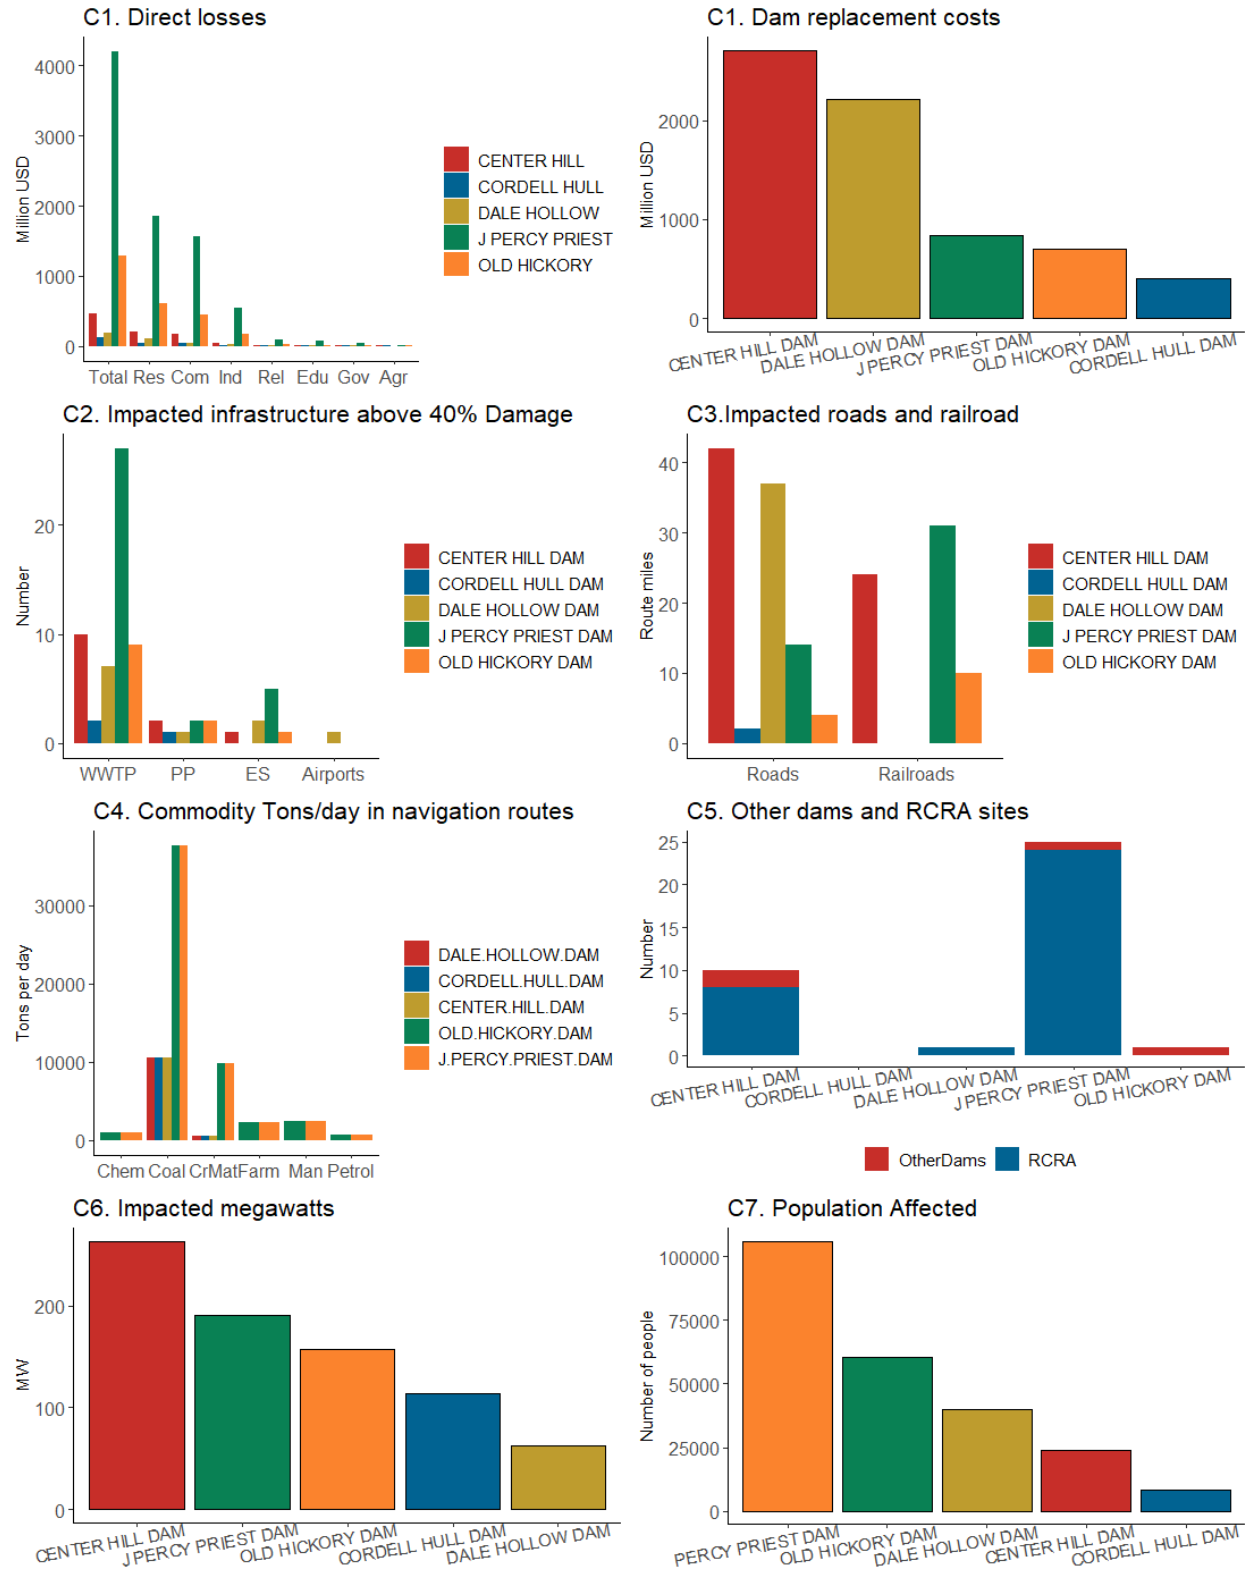 C1. Direct losses
Million USD
4000
3000
2000
1000
0
Total Res Com Ind Rel Edu Gov Agr
CENTER HILL
CORDELL HULL
DALE HOLLOW
J PERCY PRIEST
OLD HICKORY
C1. Dam replacement costs
Million USD
2000
1000
0
CENTER HILL DAM
DALE HOLLOW DAM
J PERCY PRIEST DAM
OLD HICKORY DAM
CORDELL HULL DAM
C2. Impacted infrastructure above 40% Damage
Number
20
10
0
WWTP PP ES Airports
CENTER HILL DAM
CORDELL HULL DAM
DALE HOLLOW DAM
J PERCY PRIEST DAM
OLD HICKORY DAM
C3.Impacted roads and railroad
Route miles
40
30
20
10
0
Roads Railroads
CENTER HILL DAM
CORDELL HULL DAM
DALE HOLLOW DAM
J PERCY PRIEST DAM
OLD HICKORY DAM
C4. Commodity Tons/day in navigation routes
Tons per day
30000
20000
10000
0
Chem Coal CrMat Farm Man Petrol
DALE.HOLLOW.DAM
CORDELL.HULL.DAM
CENTER.HILL.DAM
OLD.HICKORY.DAM
J.PERCY.PRIEST.DAM
C5. Other dams and RCRA sites
Number
25
20
15
10
5
0
CENTER HILL DAM
CORDELL HULL DAM
DALE HOLLOW DAM
J PERCY PRIEST DAM
OLD HICKORY DAM
OtherDams RCRA
C6. Impacted megawatts
MW
200
100
0
CENTER HILL DAM
J PERCY PRIEST DAM
OLD HICKORY DAM
CORDELL HULL DAM
DALE HOLLOW DAM
C7. Population Affected
Number of people
100000
75000
50000
25000
0
PERCY PRIEST DAM
OLD HICKORY DAM
DALE HOLLOW DAM
CENTER HILL DAM
CORDELL HULL DAM